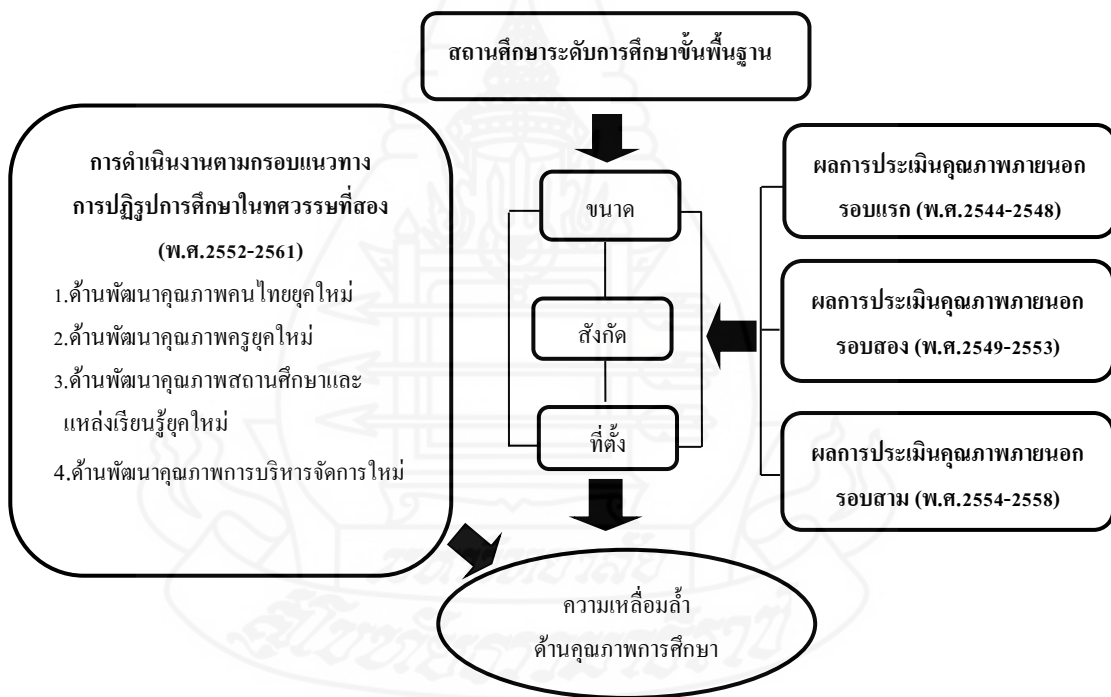 สถานศึกษาระดับการศึกษาขั้นพื้นฐาน
การดำเนินงานตามกรอบแนวทาง
การปฏิรูปการศึกษาในทศวรรษที่สอง
(พ.ศ.2552-2561)
1.ด้านพัฒนาคุณภาพคนไทยยุคใหม่
2.ด้านพัฒนาคุณภาพครูยุคใหม่
3.ด้านพัฒนาคุณภาพสถานศึกษาและ
แหล่งเรียนรู้ยุคใหม่
4.ด้านพัฒนาคุณภาพการบริหารจัดการใหม่
ขนาด
สังกัด
ที่ตั้ง
ผลการประเมินคุณภาพภายนอก
รอบแรก (พ.ศ.2544-2548)
ผลการประเมินคุณภาพภายนอก
รอบสอง (พ.ศ.2549-2553)
ผลการประเมินคุณภาพภายนอก
รอบสาม (พ.ศ.2554-2558)
ความเหลื่อมล้ำ
ด้านคุณภาพการศึกษา